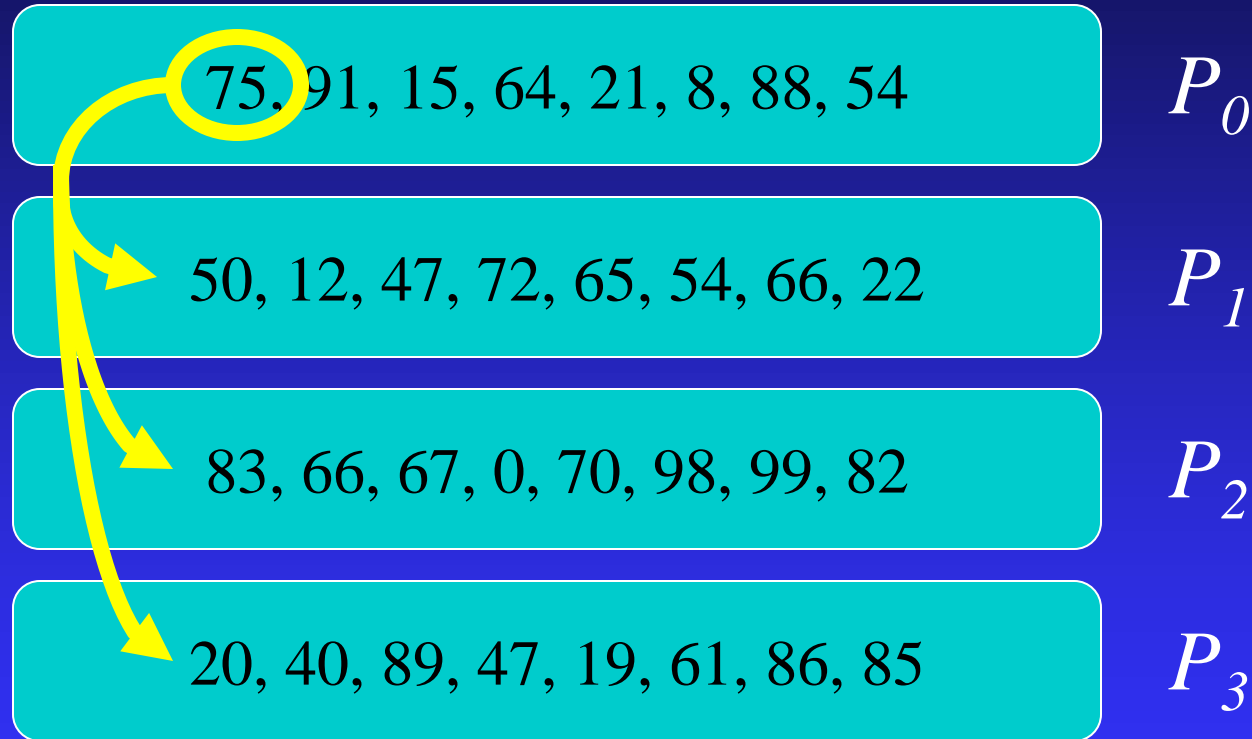 75, 91, 15, 64, 21, 8, 88, 54 P0
50, 12, 47, 72, 65, 54, 66, 22 P1
83, 66, 67, 0, 70, 98, 99, 82 P2
20, 40, 89, 47, 19, 61, 86, 85 P3